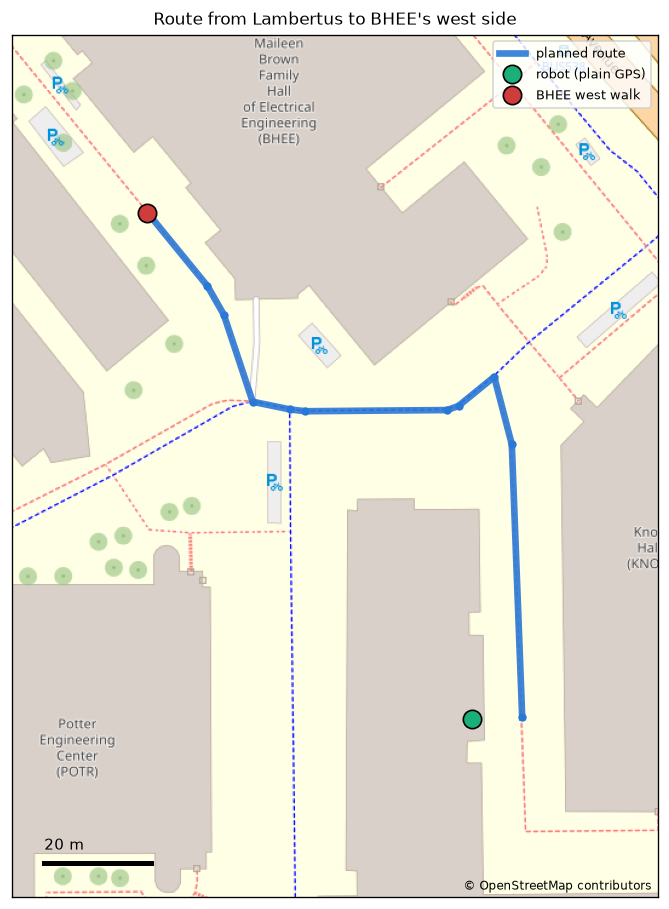 Route from Lambertus to BHEE's west side
planned route
robot (plain GPS)
BHEE west walk
Maileen
Brown
Family
Hall
of Electrical
Engineering
(BHEE)
P
P
P
P
P
P
Kno
Hal
(KNO
Potter
Engineering
Center
(POTR)
20 m
© OpenStreetMap contributors